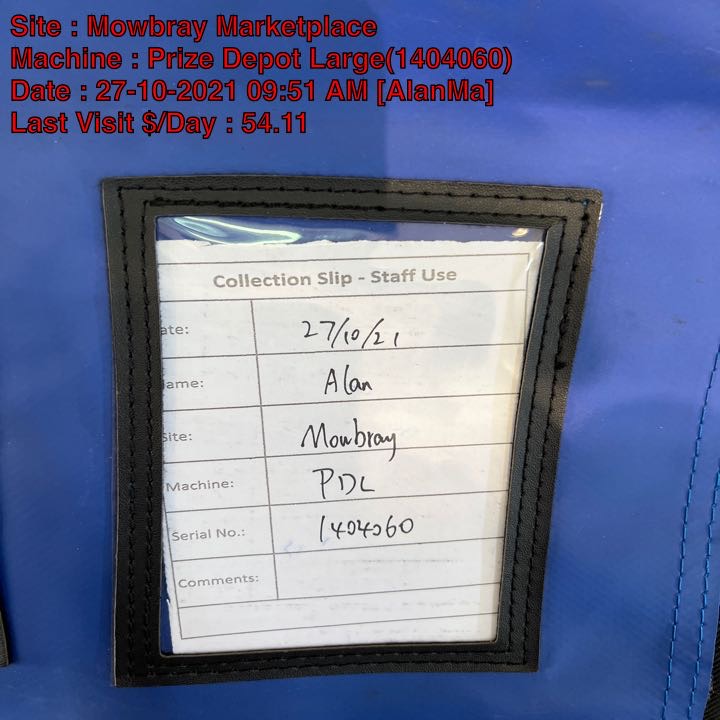 Site : Mowbray Marketplace
Machine : Prize Depot Large(1404060)
Date : 27-10-2021 09:51 AM [AlanMa]
Last Visit $/Day : 54.11
Collection Slip - Staff Use
ate: 27/10/21
ame: Alan
Site: Mowbray
Machine: PDL
Serial No.: 1404060
Comments: